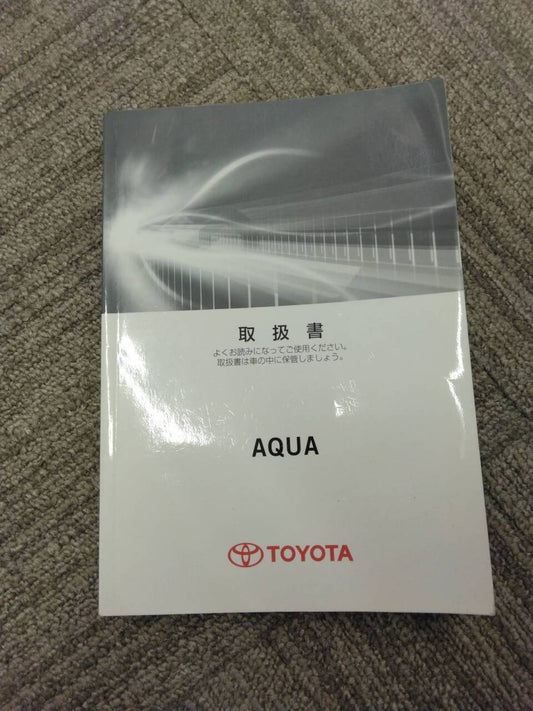 取扱書
よくお読みになってご使用ください。
取扱書は車の中に保管しましょう。
AQUA
TOYOTA